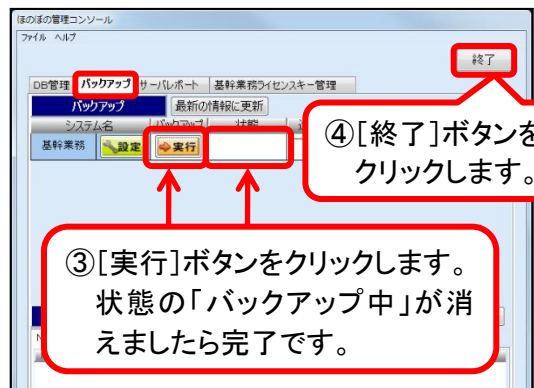 ほのぼの管理コンソール
ファイル ヘルプ
終了
DB管理 バックアップ サーバレポート 基幹業務ライセンスキー管理
バックアップ 最新の情報に更新
システム名 バックアップ 状態
基幹業務 設定 実行
④[終了]ボタンを
クリックします。
③[実行]ボタンをクリックします。
状態の「バックアップ中」が消
えましたら完了です。